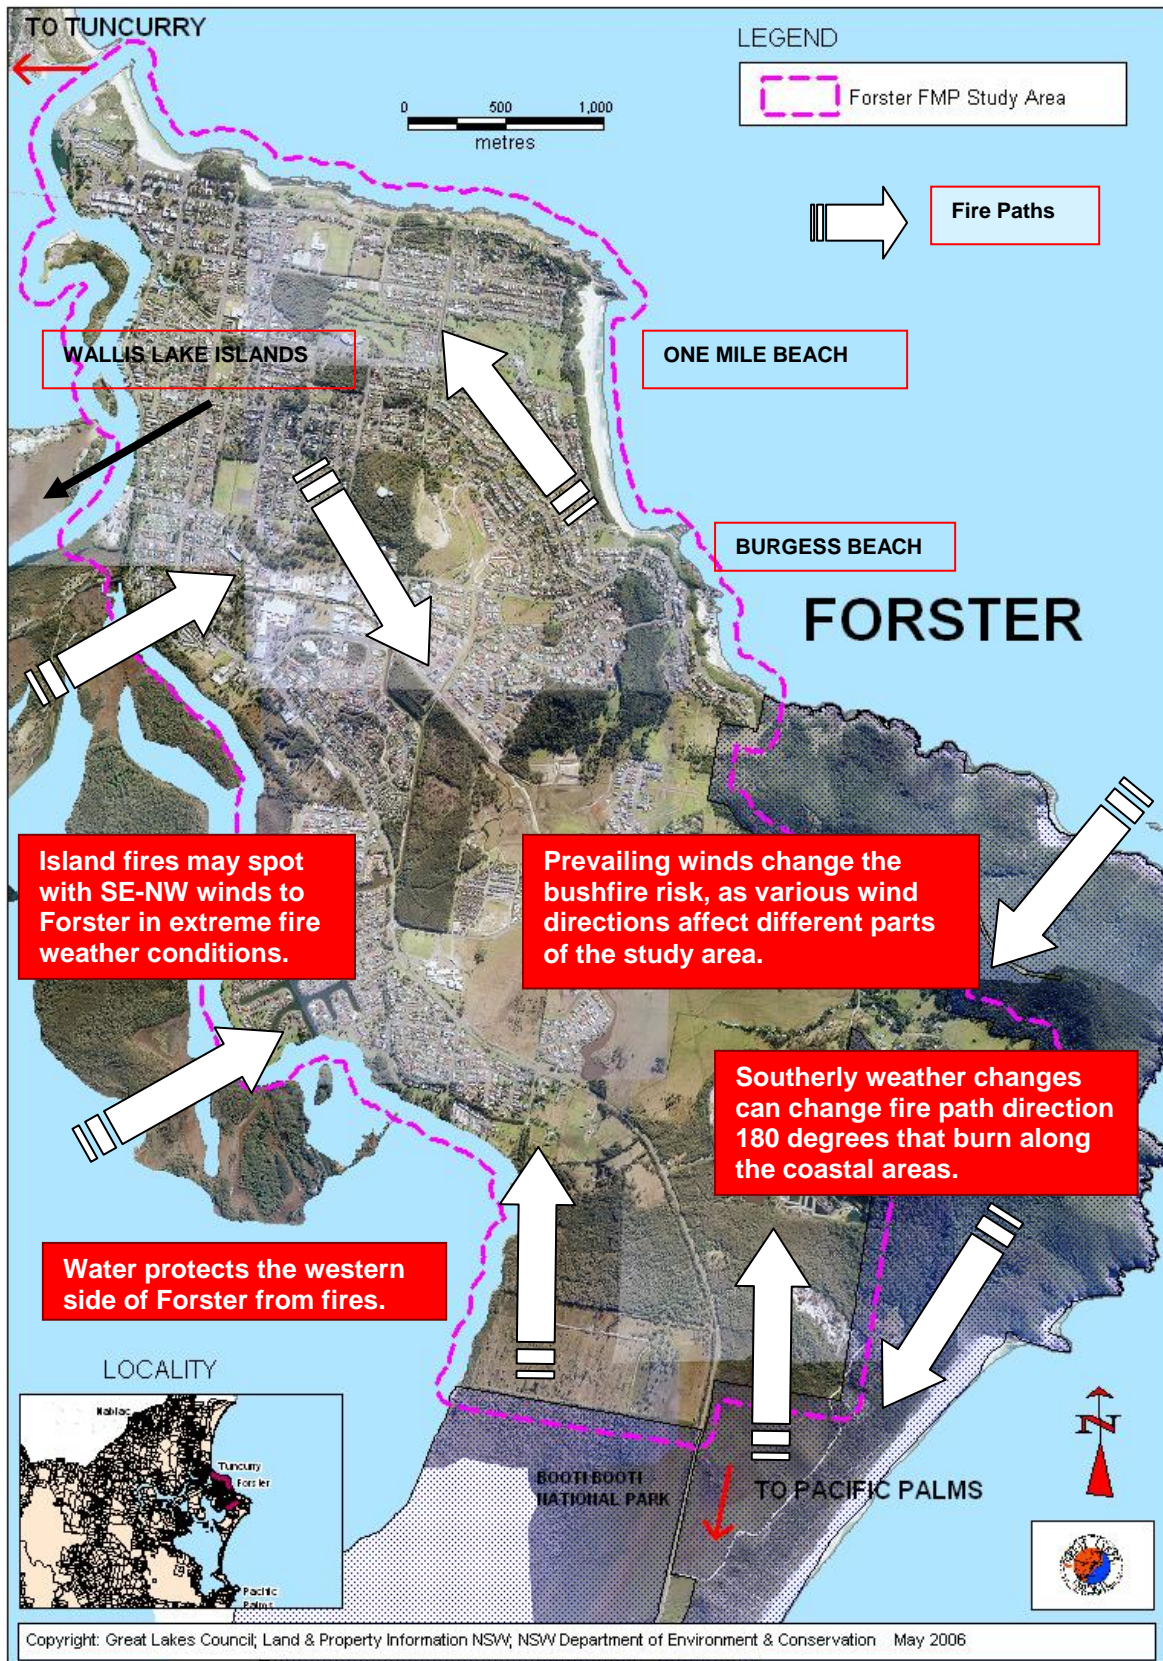 TO TUNCURRY
LEGEND
Forster FMP Study Area
0 500 1,000
metres
Fire Paths
WALLIS LAKE ISLANDS
ONE MILE BEACH
BURGESS BEACH
FORSTER
Island fires may spot
with SE-NW winds to
Forster in extreme fire
weather conditions.
Prevailing winds change the
bushfire risk, as various wind
directions affect different parts
of the study area.
Southerly weather changes
can change fire path direction
180 degrees that burn along
the coastal areas.
Water protects the western
side of Forster from fires.
LOCALITY
Nabiac
Tuncurry
Forster
Pacific
Palms
BOOTI BOOTI
NATIONAL PARK
TO PACIFIC PALMS
N
Copyright: Great Lakes Council; Land & Property Information NSW; NSW Department of Environment & Conservation May 2006